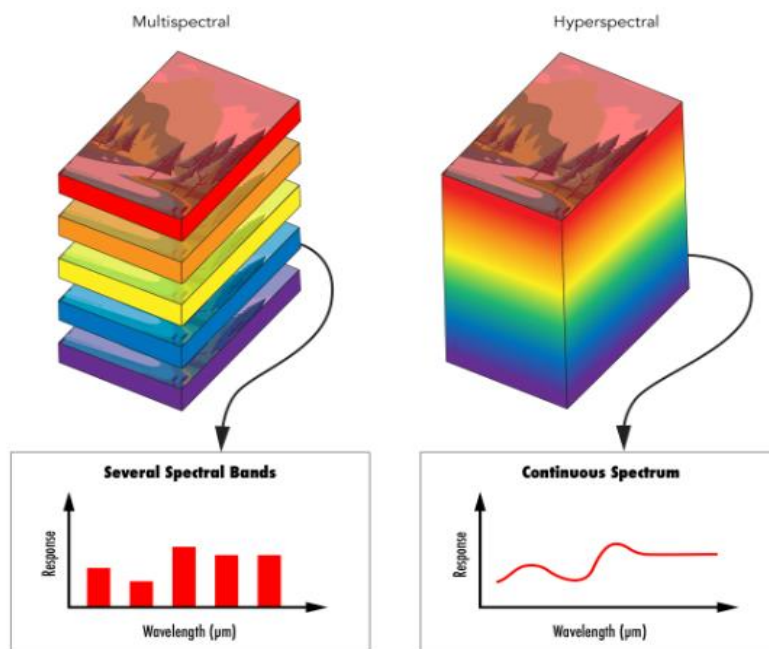 Multispectral
Hyperspectral
Several Spectral Bands
Response
Wavelength (µm)
Continuous Spectrum
Response
Wavelength (µm)